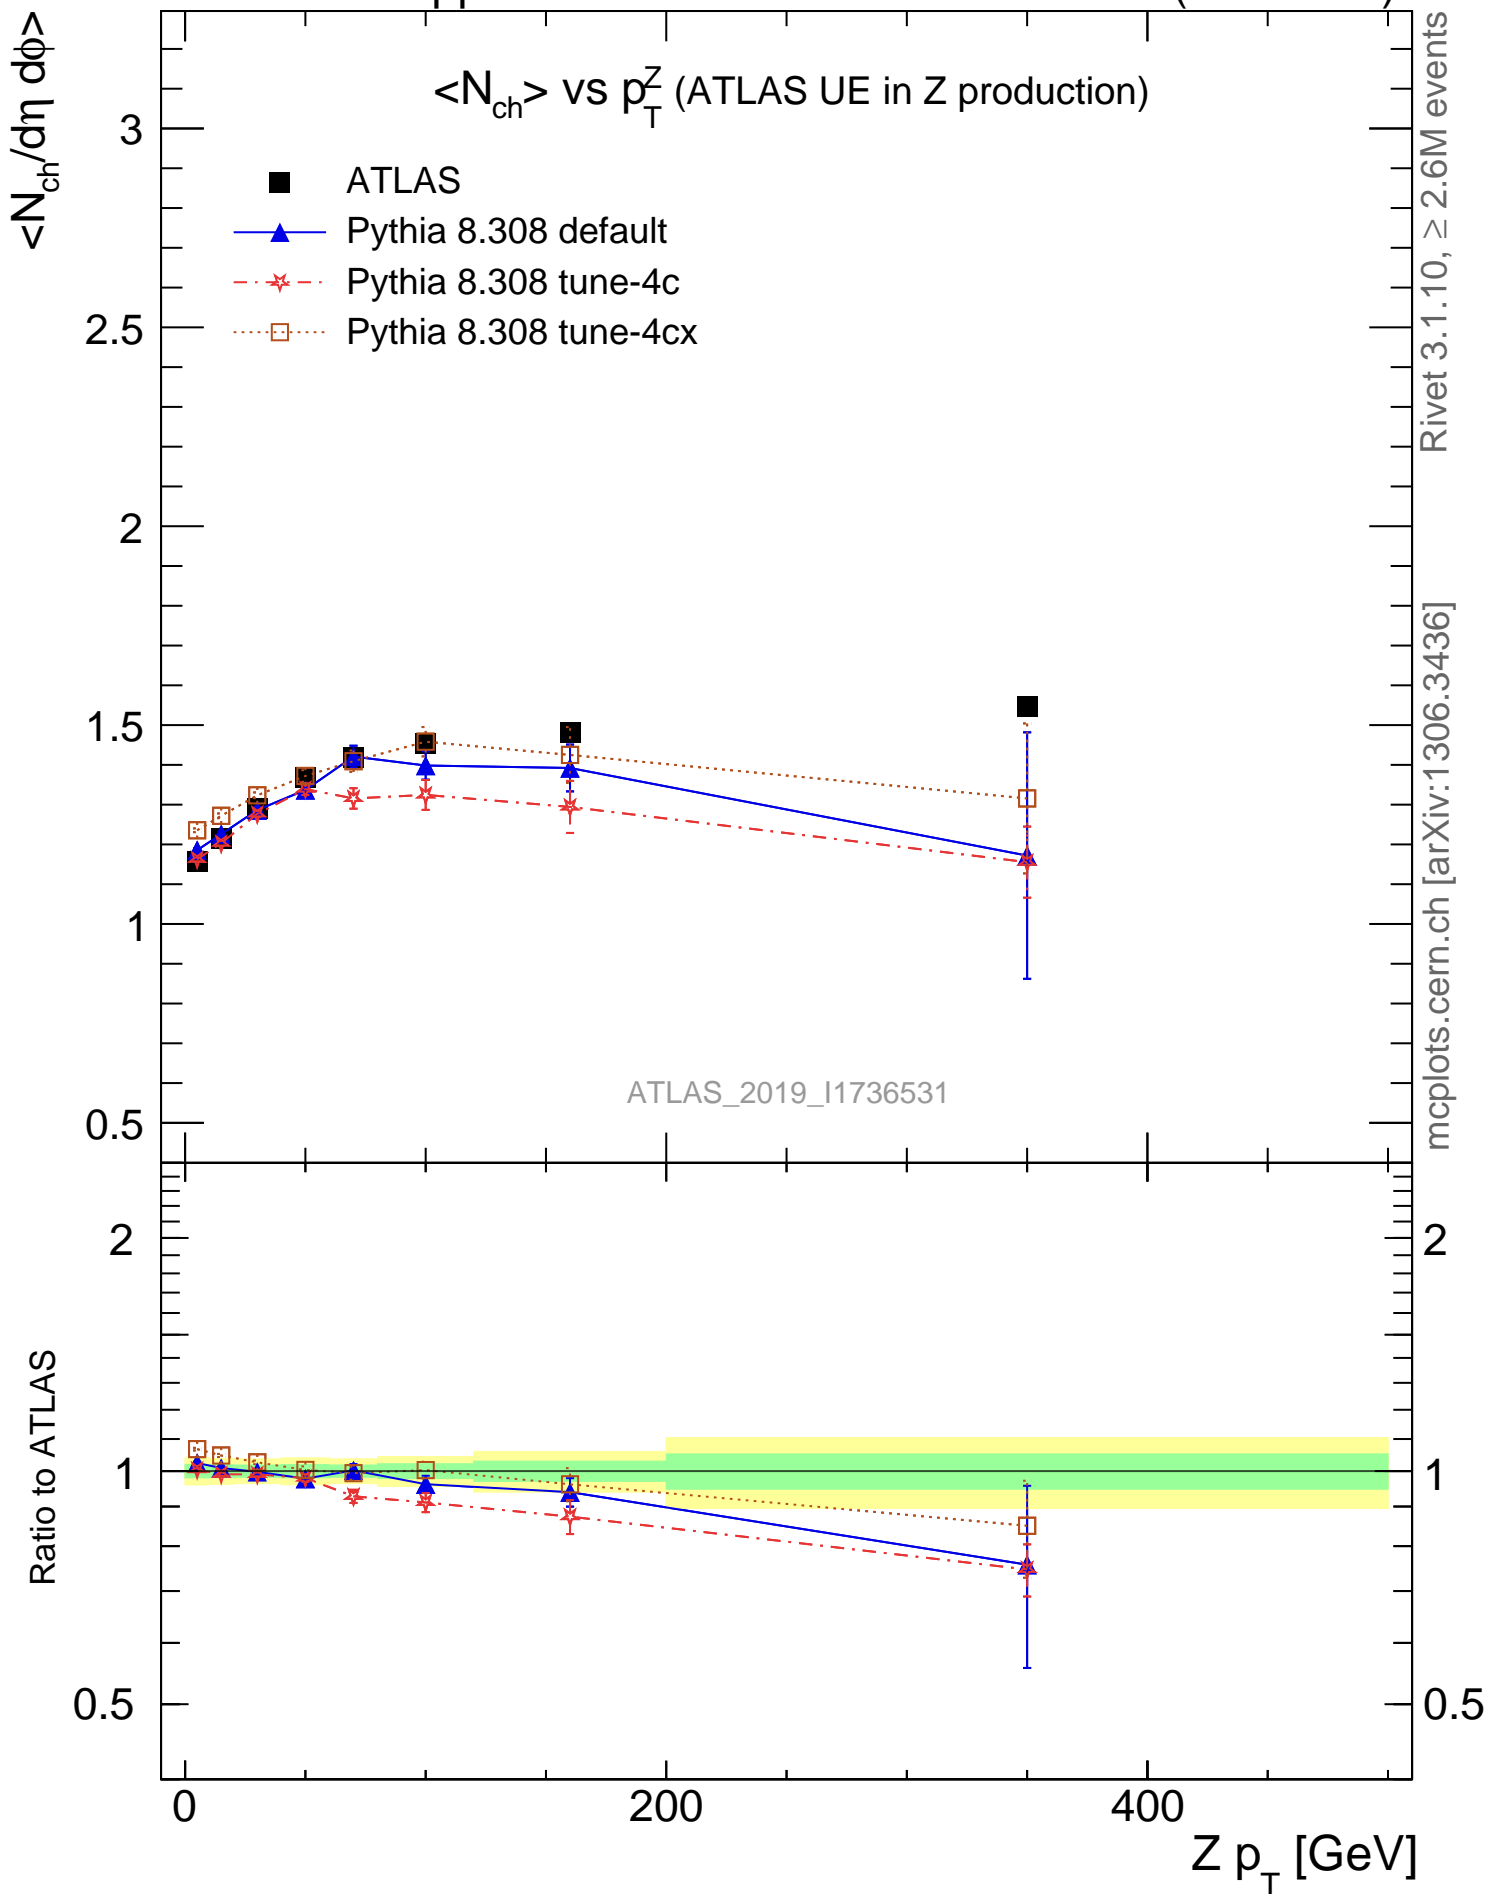 pp
<N_ch> vs p_T^Z (ATLAS UE in Z production)
<N_ch/dη dϕ>
ATLAS
Pythia 8.308 default
Pythia 8.308 tune-4c
Pythia 8.308 tune-4cx
3
2.5
2
1.5
1
0.5
ATLAS_2019_I1736531
Rivet 3.1.10, ≥ 2.6M events
mcplots.cern.ch [arXiv:1306.3436]
Ratio to ATLAS
2
1
0.5
2
1
0.5
0
200
400
Z p_T [GeV]